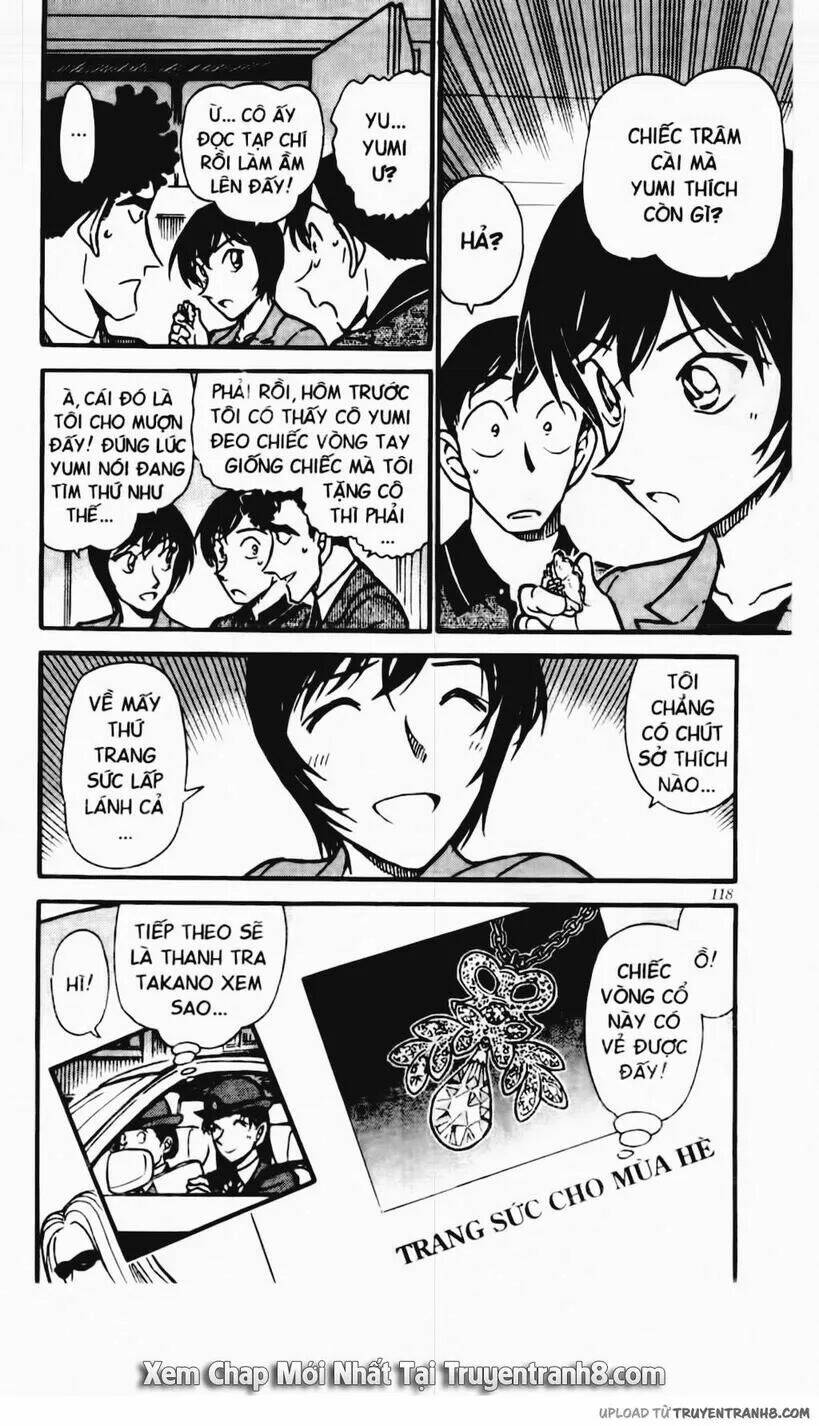 CHIẾC TRÂM
CÀI MÀ
YUMI THÍCH
CÒN GÌ?
HẢ?
YU...
YUMI
Ư?
Ừ... CÔ ẤY
ĐỌC TẠP CHÍ
RỒI LÀM ẦM
LÊN ĐẤY!
...
PHẢI RỒI, HÔM TRƯỚC
TÔI CÓ THẤY CÔ YUMI
ĐEO CHIẾC VÒNG TAY
GIỐNG CHIẾC MÀ TÔI
TẶNG CÔ
THÌ PHẢI
...
À, CÁI ĐÓ LÀ
TÔI CHO MƯỢN
ĐẤY! ĐÚNG LÚC
YUMI NÓI ĐANG
TÌM THỨ NHƯ
THẾ...
TÔI
CHẲNG
CÓ CHÚT
SỞ THÍCH
NÀO...
VỀ MẤY
THỨ
TRANG
SỨC LẤP
LÁNH CẢ
...
118
Ồ!
CHIẾC
VÒNG CỔ
NÀY CÓ
VẺ ĐƯỢC
ĐẤY!
TRANG SỨC CHO MÙA HÈ
TIẾP THEO SẼ
LÀ THANH TRA
TAKANO XEM
SAO...
HÌ!
Xem Chap Mới Nhất Tại Truyentranh8.com
UPLOAD TỪ TRUYENTRANH8.COM